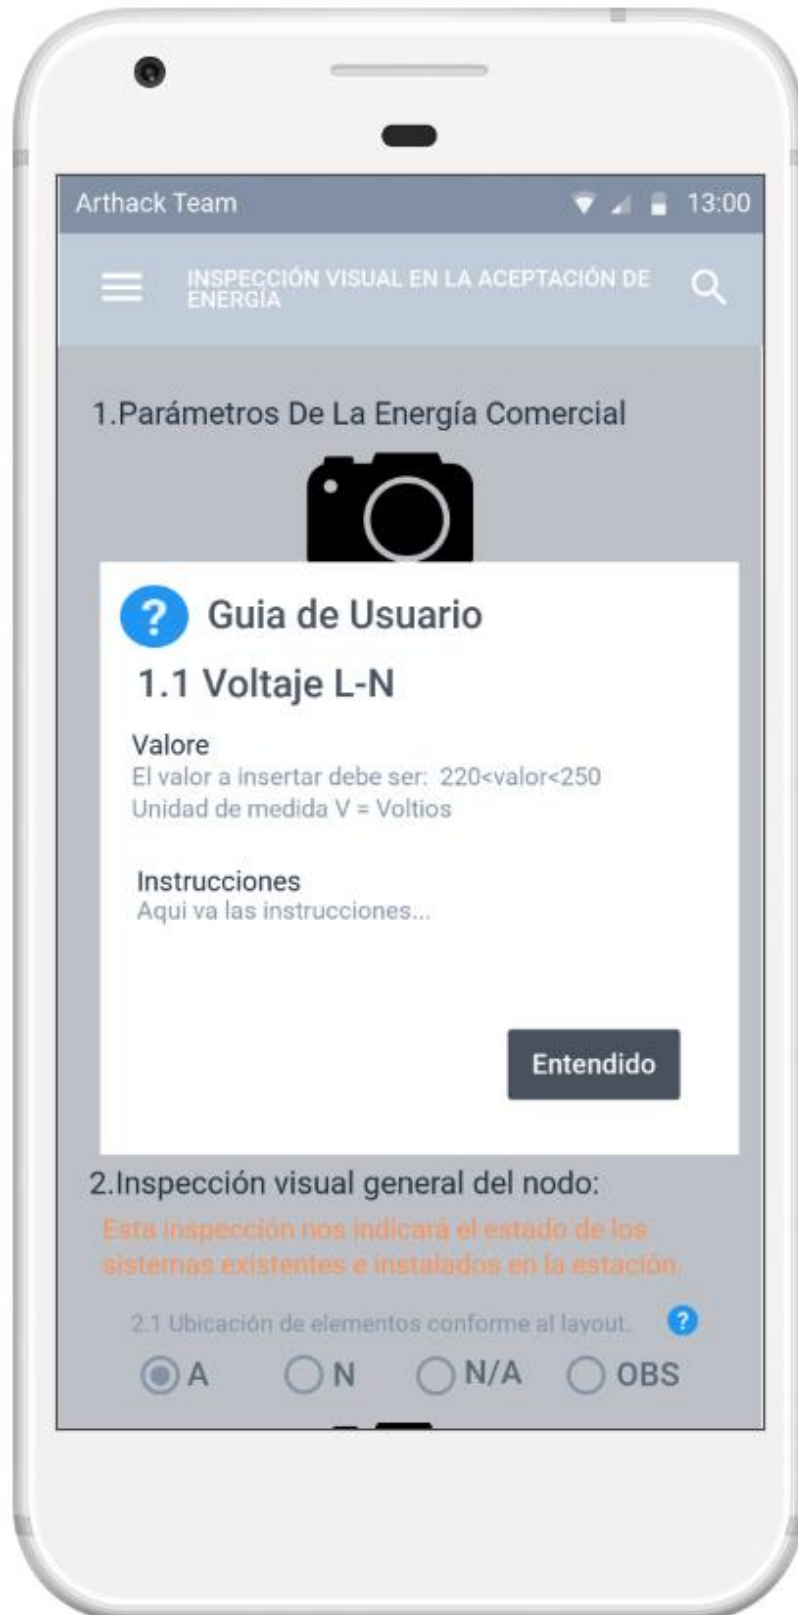 Arthack Team
13:00
INSPECCIÓN VISUAL EN LA ACEPTACIÓN DE
ENERGÍA
1.Parámetros De La Energía Comercial
?
Guia de Usuario
1.1 Voltaje L-N
Valore
El valor a insertar debe ser: 220<valor<250
Unidad de medida V = Voltios
Instrucciones
Aqui va las instrucciones...
Entendido
2.Inspección visual general del nodo:
Esta inspección nos indicará el estado de los
sistemas existentes e instalados en la estación.
2.1 Ubicación de elementos conforme al layout. ?
A N N/A OBS